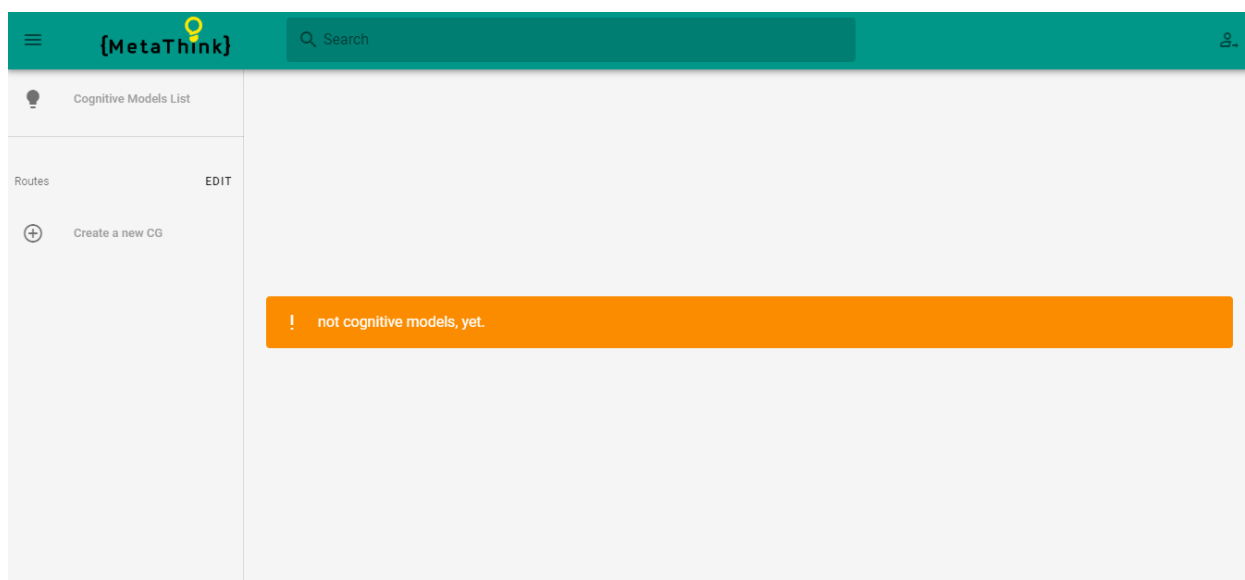 {MetaThink}
Search
Cognitive Models List
Routes
EDIT
Create a new CG
! not cognitive models, yet.